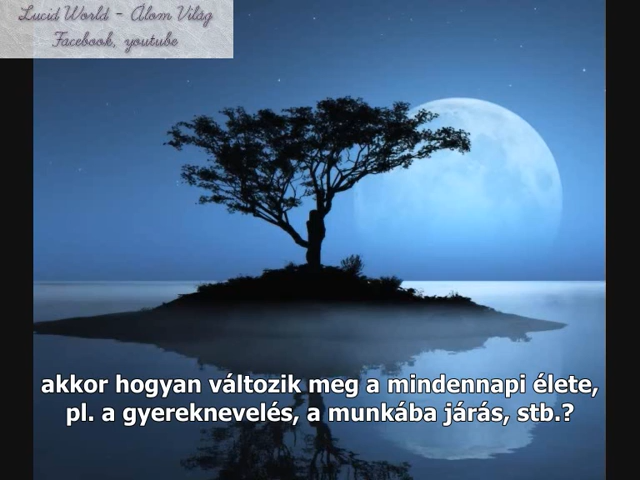 Lucid World - Álom Világ
Facebook, youtube
akkor hogyan változik meg a mindennapi élete,
pl. a gyereknevelés, a munkába járás, stb.?